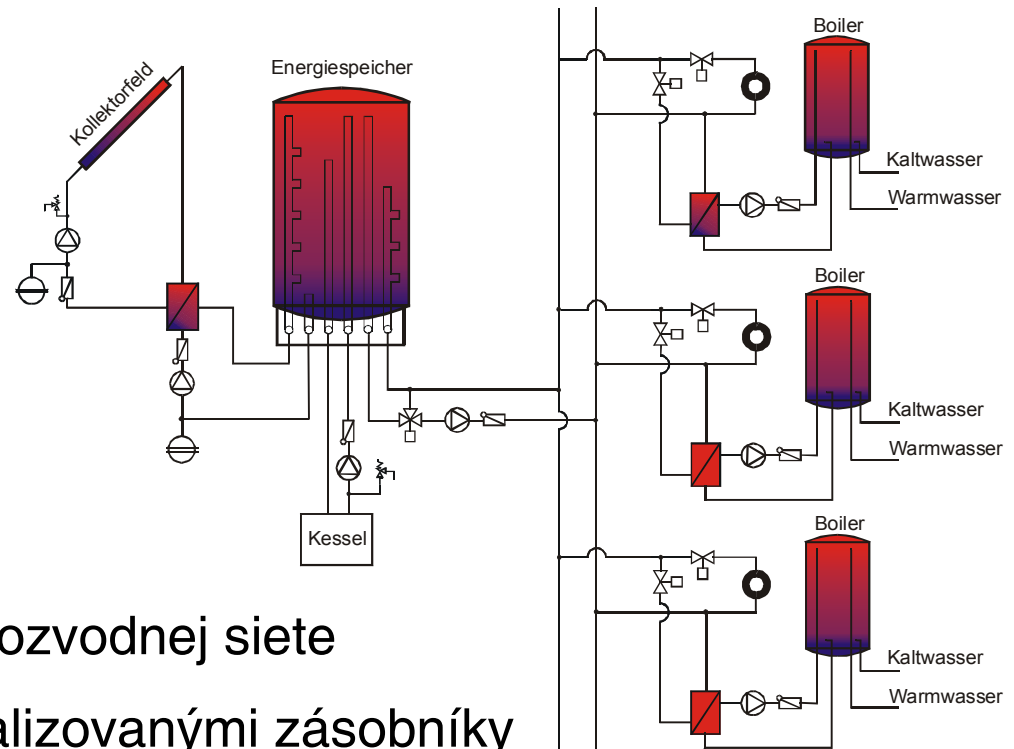 Boiler
Energiespeicher
Kollektorfeld
Kaltwasser
Warmwasser
Boiler
Kaltwasser
Warmwasser
Kessel
Boiler
Kaltwasser
Warmwasser
ozvodnej siete
alizovanými zásobníky